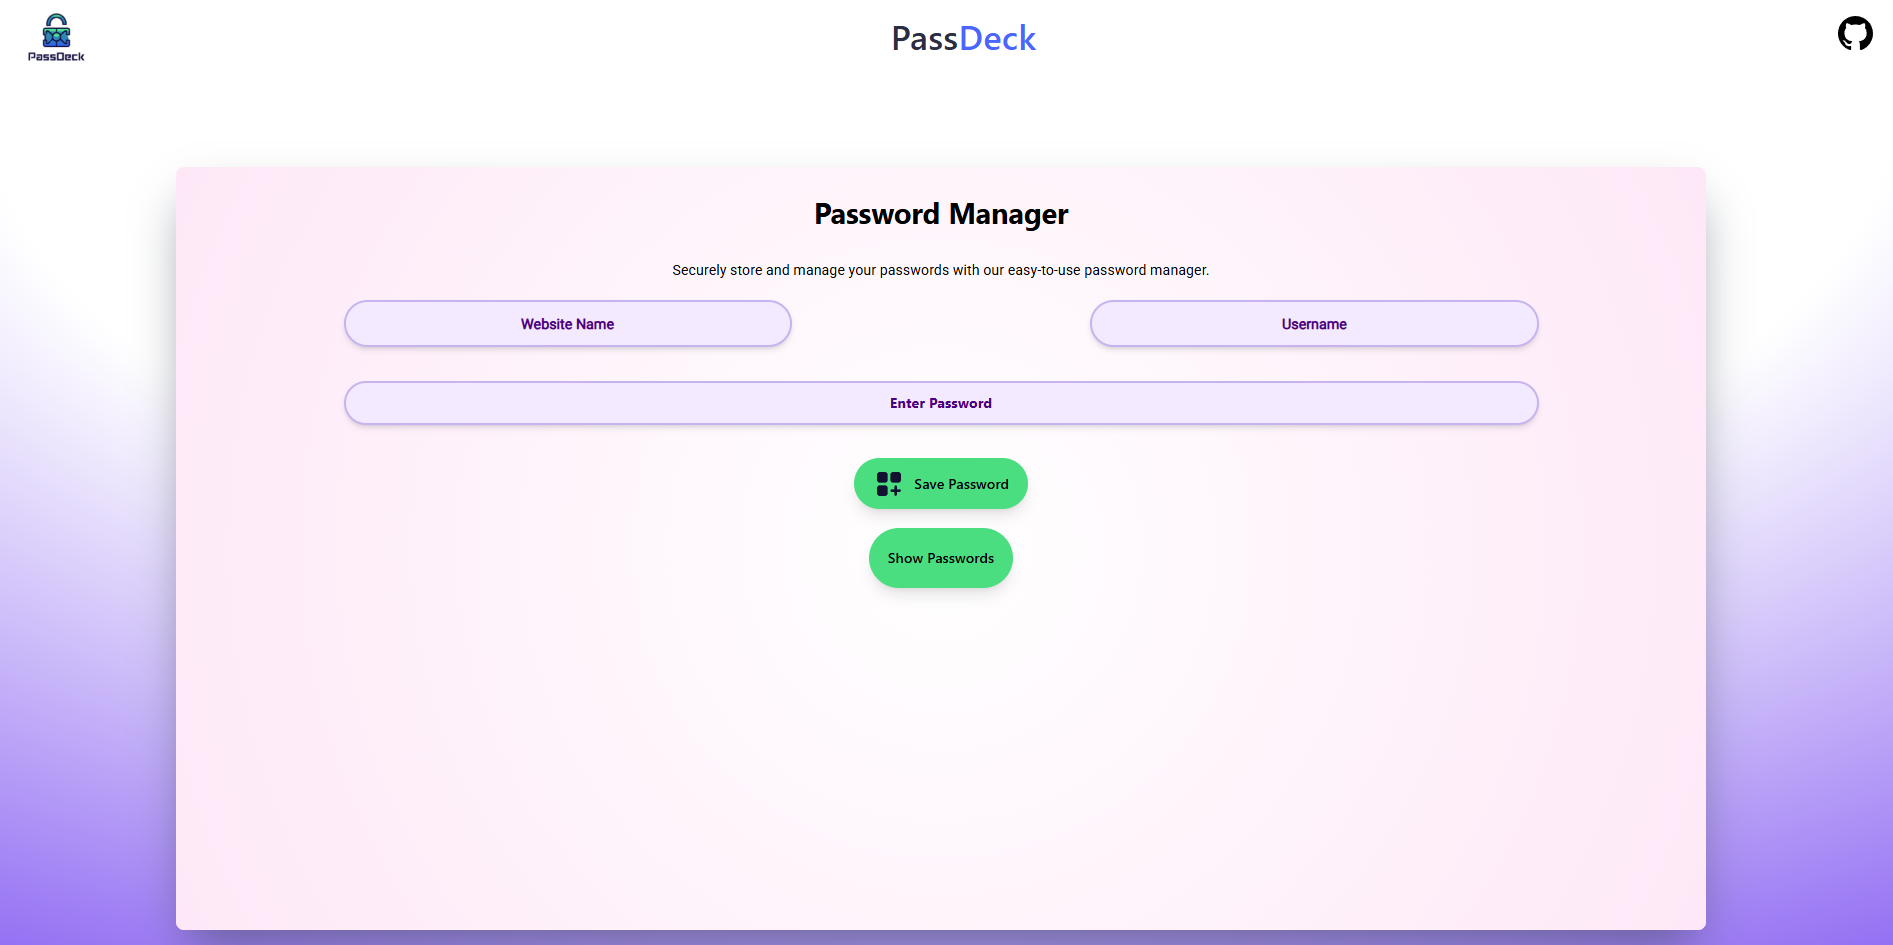 PassDeck
PassDeck
Password Manager
Securely store and manage your passwords with our easy-to-use password manager.
Website Name
Username
Enter Password
Save Password
Show Passwords